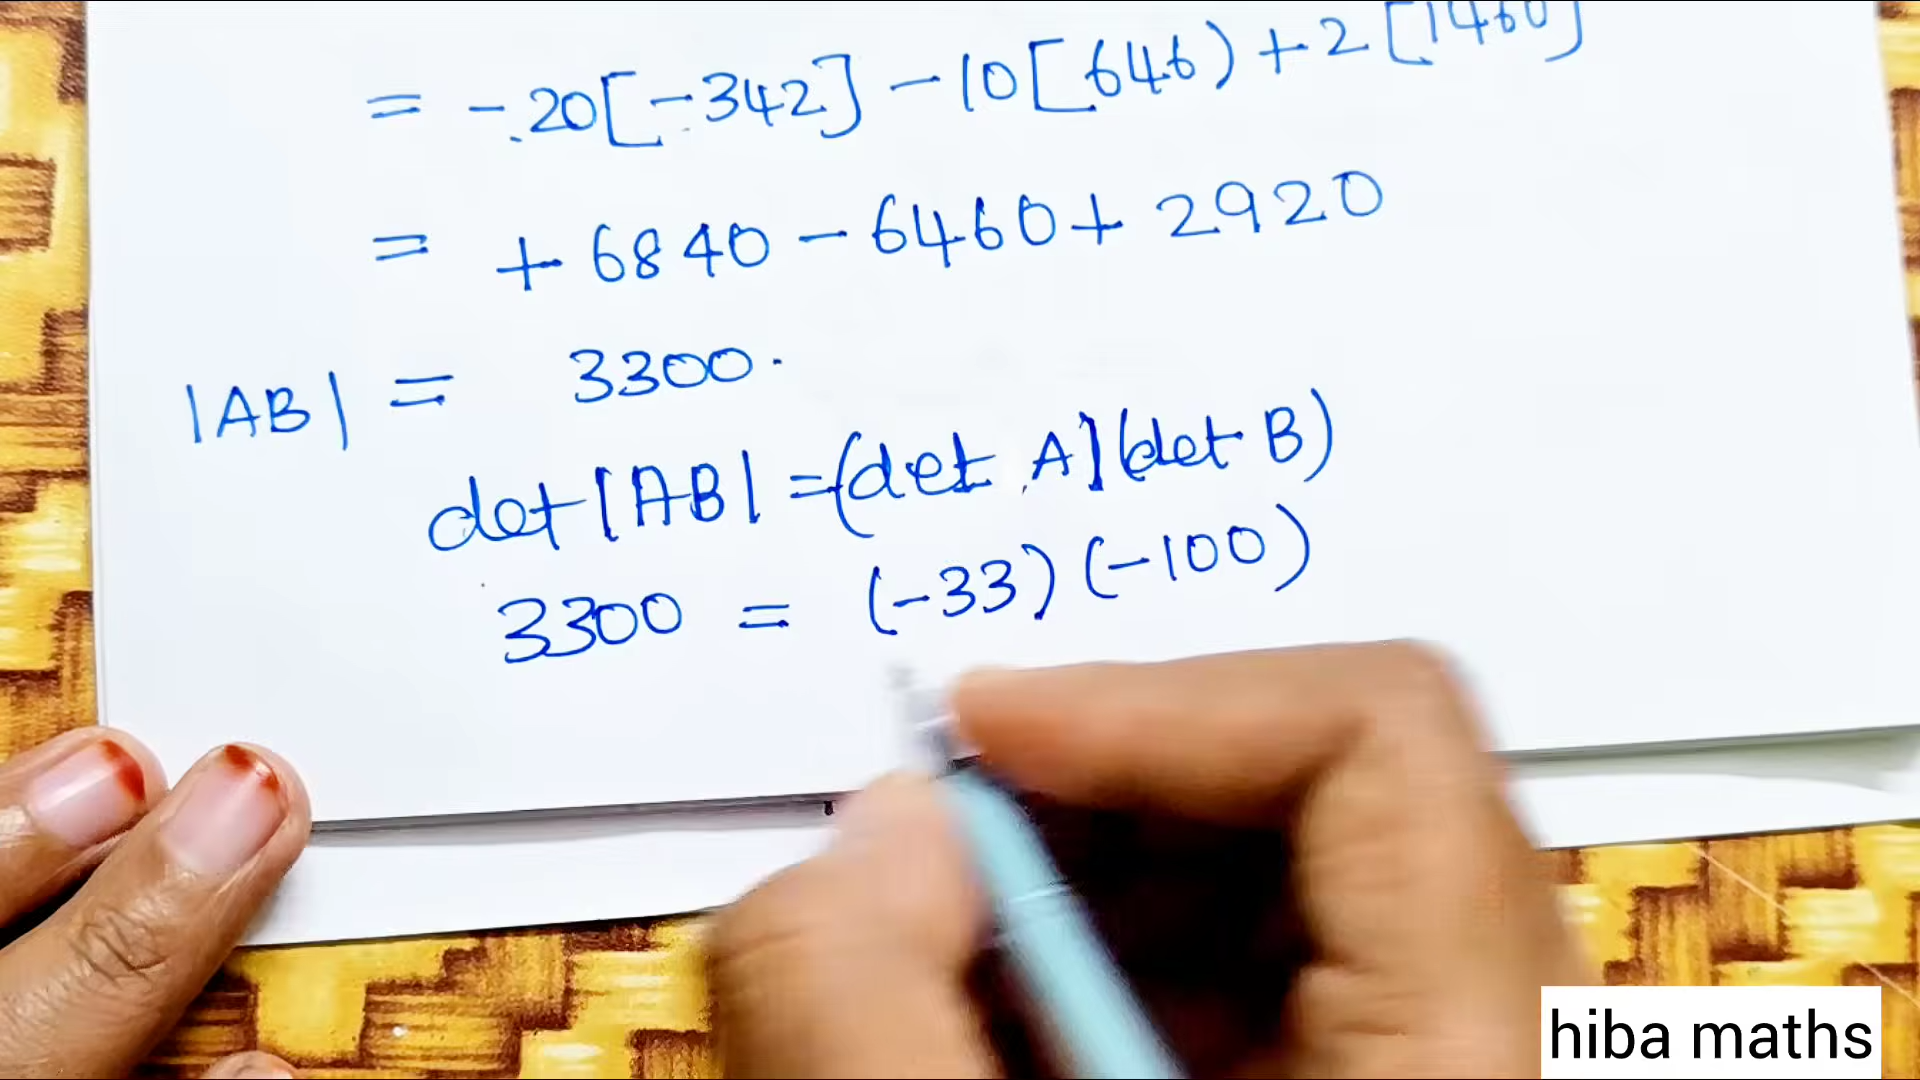 = -20[-342] -10[646) +2[1460]
= +6840 - 6460 + 2920
|AB| = 3300.
det|AB| =(det A](det B)
3300 = (-33) (-100)
hiba maths